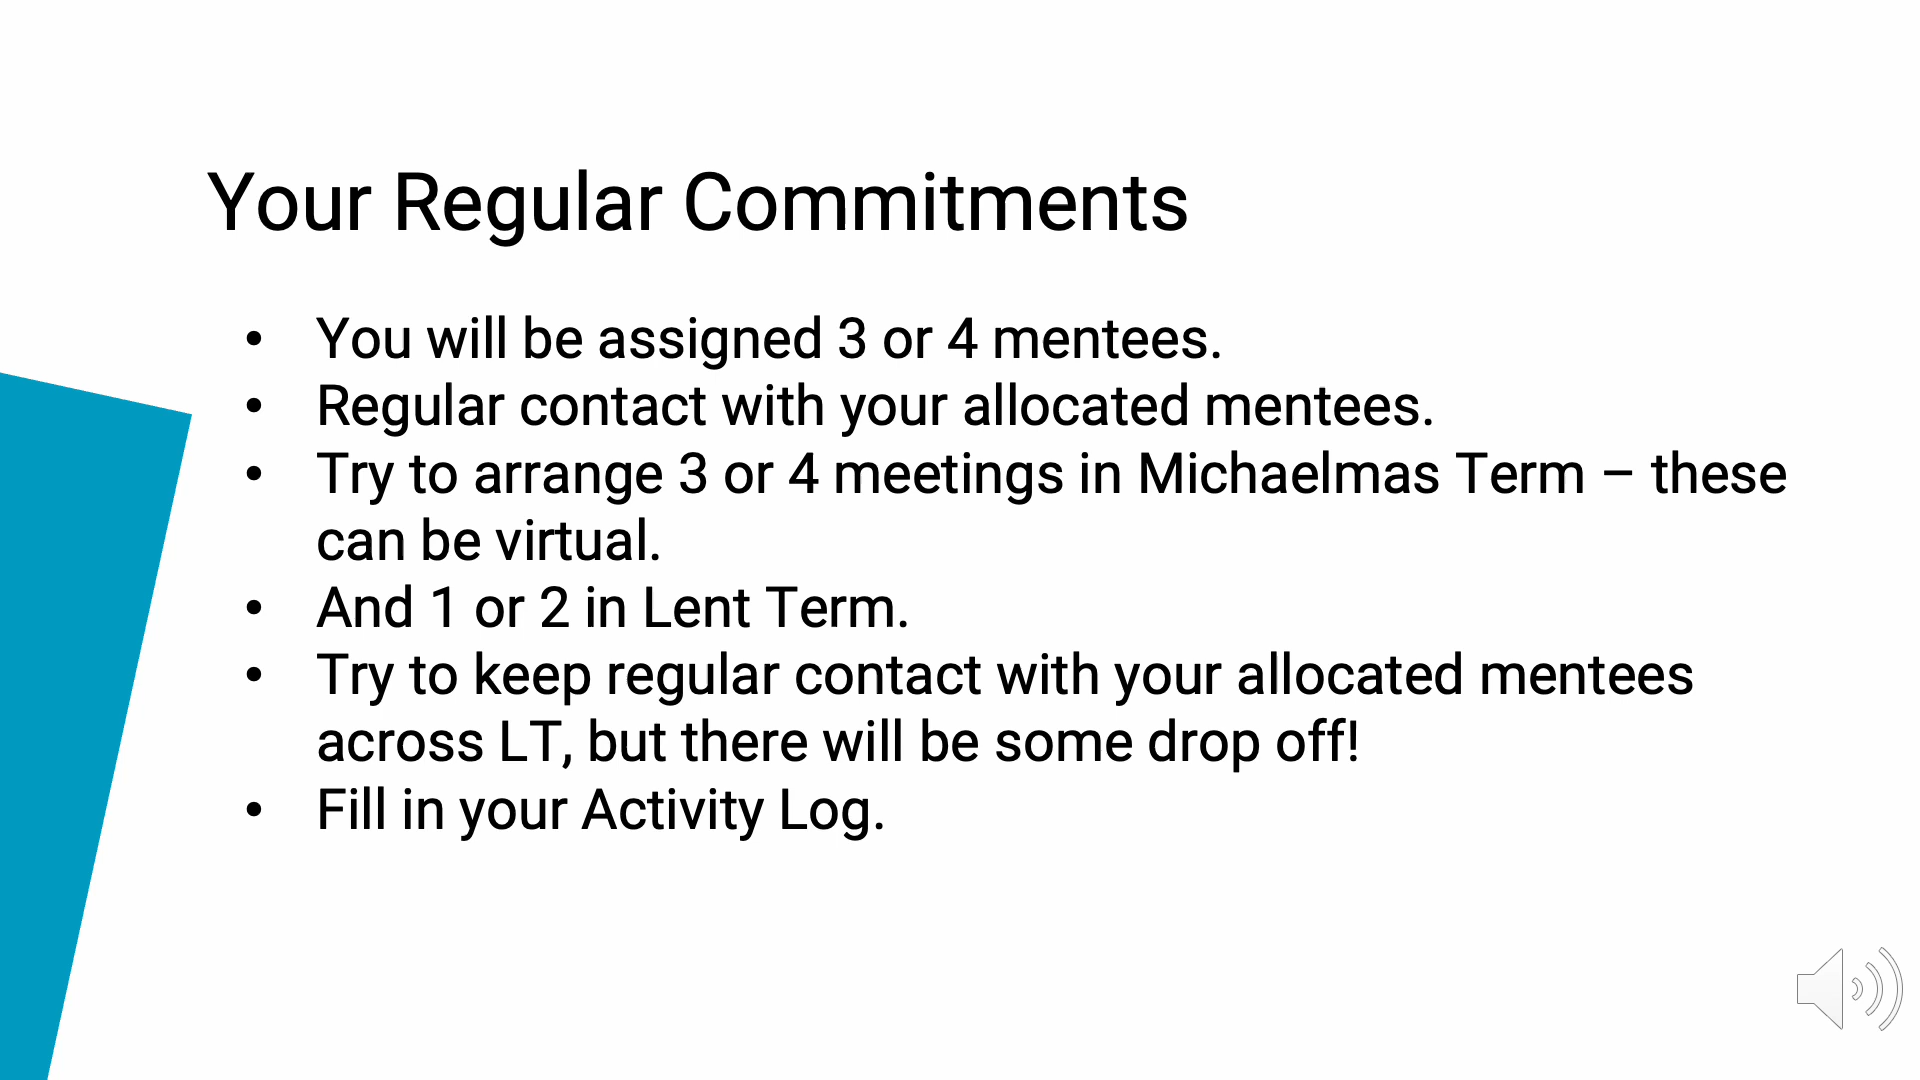 Your Regular Commitments
• You will be assigned 3 or 4 mentees.
• Regular contact with your allocated mentees.
• Try to arrange 3 or 4 meetings in Michaelmas Term – these
can be virtual.
• And 1 or 2 in Lent Term.
• Try to keep regular contact with your allocated mentees
across LT, but there will be some drop off!
• Fill in your Activity Log.